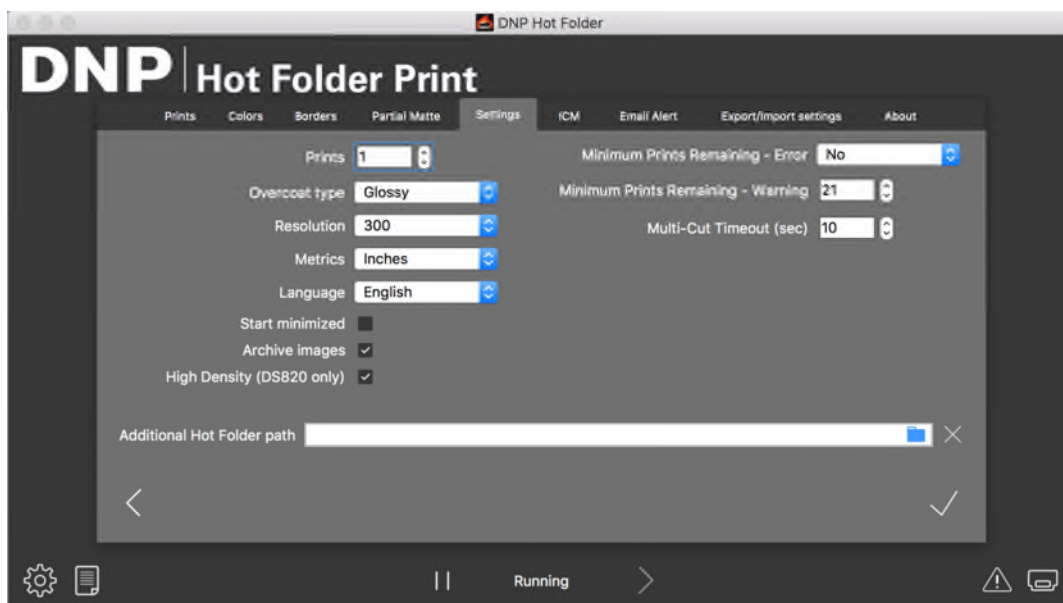 DNP Hot Folder
DNP Hot Folder Print
Prints Colors Borders Partial Matte Settings ICM Email Alert Export/Import settings About
Prints 1 Minimum Prints Remaining - Error No
Overcoat type Glossy Minimum Prints Remaining - Warning 21
Resolution 300 Multi-Cut Timeout (sec) 10
Metrics Inches
Language English
Start minimized
Archive images
High Density (DS820 only)
Additional Hot Folder path
Running